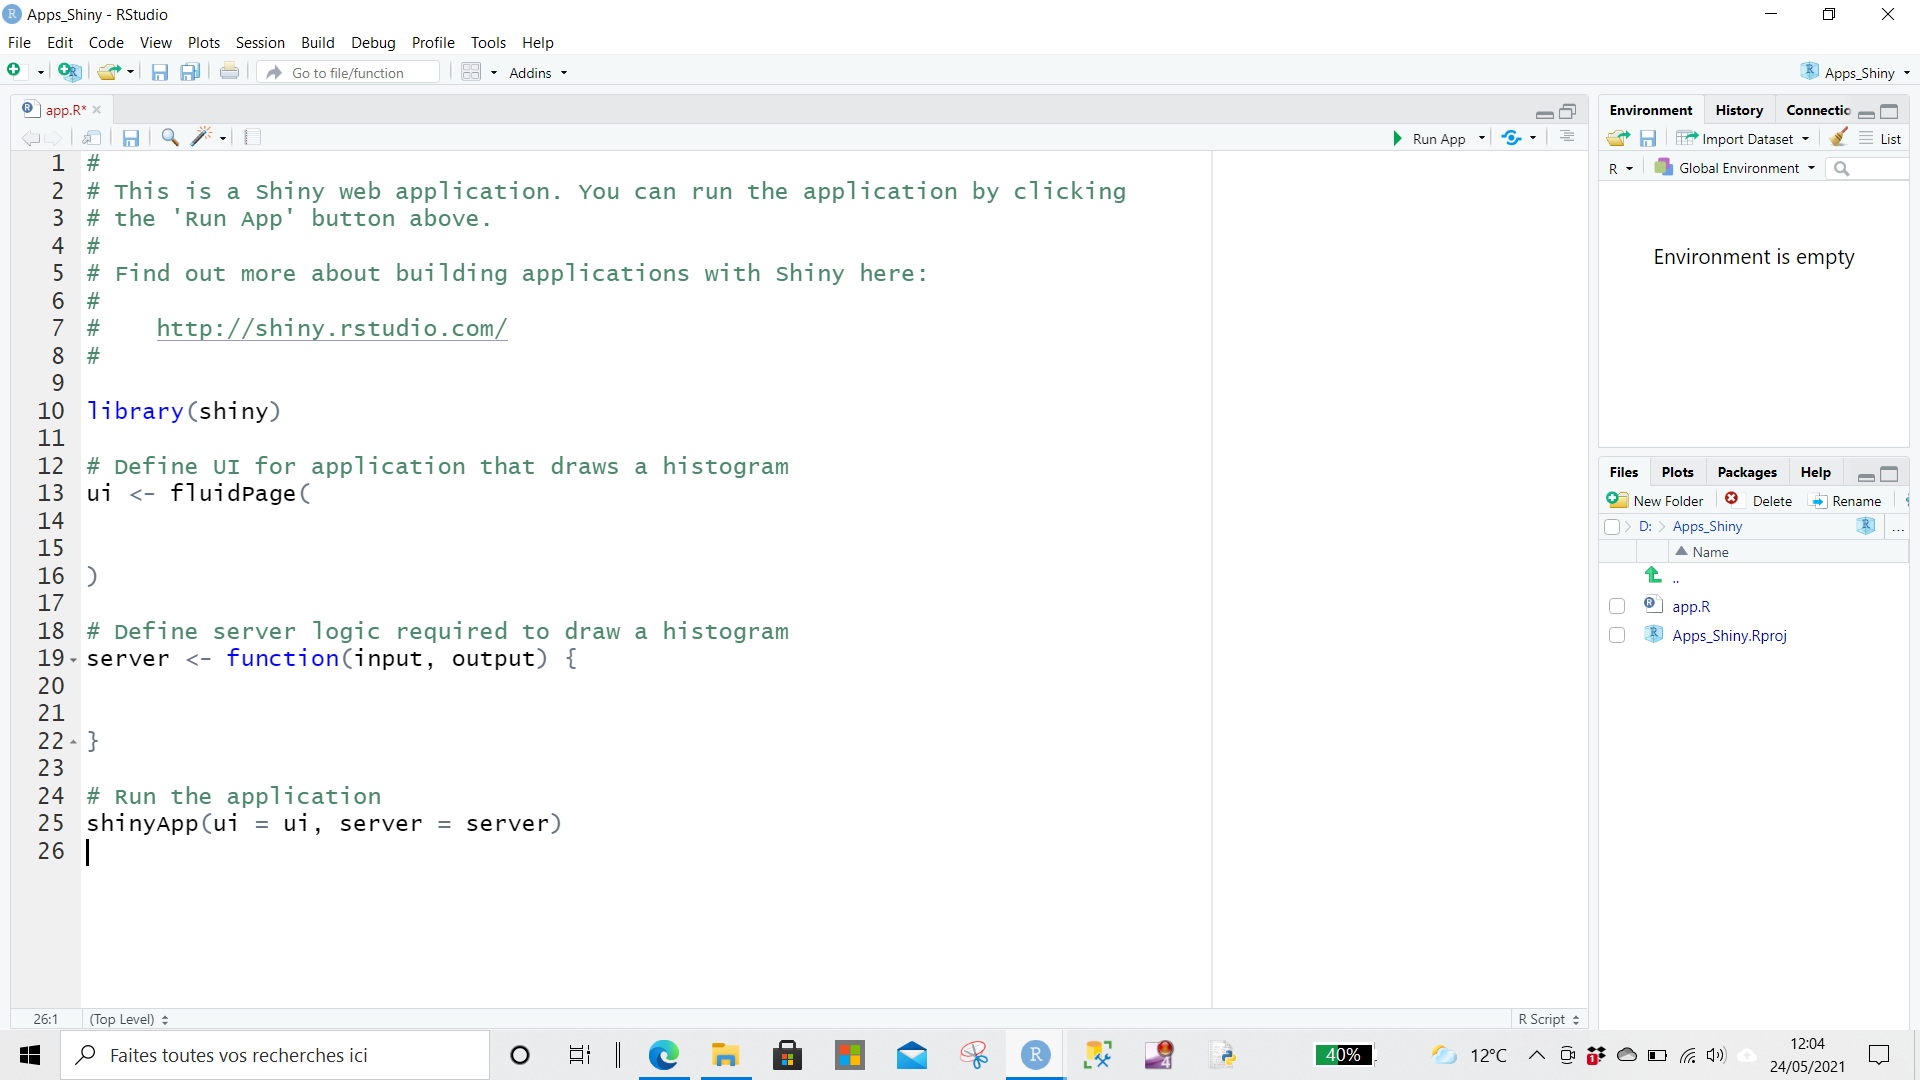 Apps_Shiny - RStudio
File Edit Code View Plots Session Build Debug Profile Tools Help
Go to file/function Addins Apps_Shiny
app.R*
Run App
1 #
2 # This is a Shiny web application. You can run the application by clicking
3 # the 'Run App' button above.
4 #
5 # Find out more about building applications with Shiny here:
6 #
7 #    http://shiny.rstudio.com/
8 #
9
10 library(shiny)
11
12 # Define UI for application that draws a histogram
13 ui <- fluidPage(
14
15
16 )
17
18 # Define server logic required to draw a histogram
19 server <- function(input, output) {
20
21
22 }
23
24 # Run the application
25 shinyApp(ui = ui, server = server)
26
26:1 (Top Level) R Script
Environment History Connectio
Import Dataset List
R Global Environment
Environment is empty
Files Plots Packages Help
New Folder Delete Rename
D: Apps_Shiny ...
Name
..
app.R
Apps_Shiny.Rproj
Faites toutes vos recherches ici
40%
12°C
12:04
24/05/2021